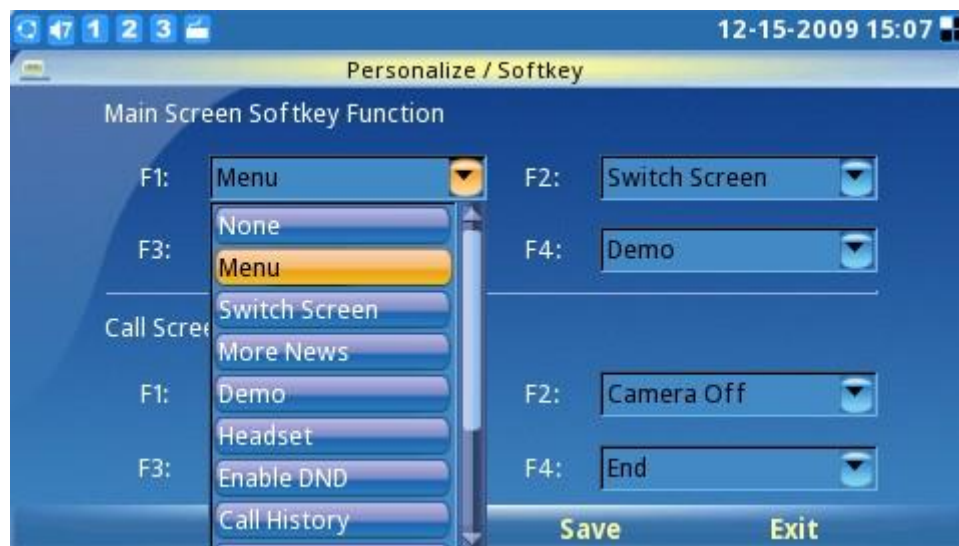 7 1 2 3 12-15-2009 15:07
Personalize / Softkey
Main Screen Softkey Function
F1: Menu F2: Switch Screen
None
F3: F4: Demo
Menu
Switch Screen
Call Scree
More News
F1: Demo F2: Camera Off
Headset
F3: Enable DND F4: End
Call History
Save Exit